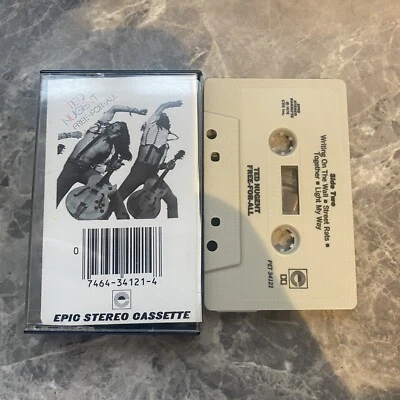 TED
NUGENT
FREE-FOR-ALL
0
7464-34121-4
EPIC STEREO CASSETTE
Side Two
Writing On The Wall ■ Street Rats ■
Together ■ Light My Way
TED NUGENT
FREE-FOR-ALL
PET 34121